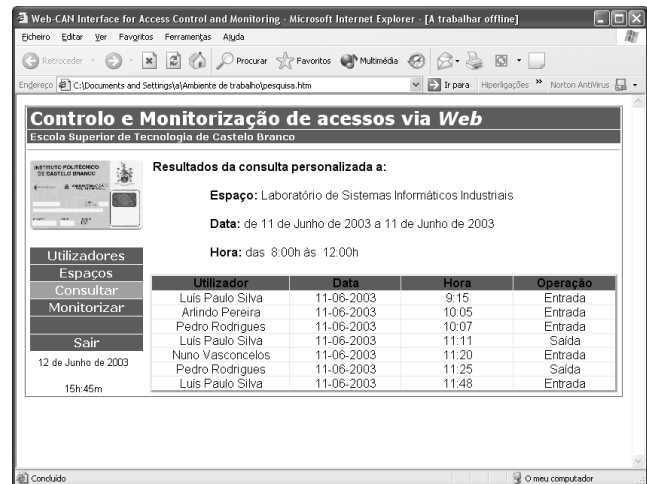 Web-CAN Interface for Access Control and Monitoring - Microsoft Internet Explorer - [A trabalhar offline]
Ficheiro Editar Ver Favoritos Ferramentas Ajuda
Retroceder Procurar Favoritos Multimédia
Endereço C:\Documents and Settings\a\Ambiente de trabalho\pesquisa.htm Ir para Hiperligações » Norton AntiVirus
Controlo e Monitorização de acessos via Web
Escola Superior de Tecnologia de Castelo Branco
INSTITUTO POLITÉCNICO
DE CASTELO BRANCO
Resultados da consulta personalizada a:
Espaço: Laboratório de Sistemas Informáticos Industriais
Data: de 11 de Junho de 2003 a 11 de Junho de 2003
Hora: das 8:00h às 12:00h
Utilizadores
Espaços
Consultar
Monitorizar
Sair
12 de Junho de 2003
15h:45m
Utilizador Data Hora Operação
Luís Paulo Silva 11-06-2003 9:15 Entrada
Arlindo Pereira 11-06-2003 10:05 Entrada
Pedro Rodrigues 11-06-2003 10:07 Entrada
Luís Paulo Silva 11-06-2003 11:11 Saída
Nuno Vasconcelos 11-06-2003 11:20 Entrada
Pedro Rodrigues 11-06-2003 11:25 Saída
Luís Paulo Silva 11-06-2003 11:48 Entrada
Concluído O meu computador